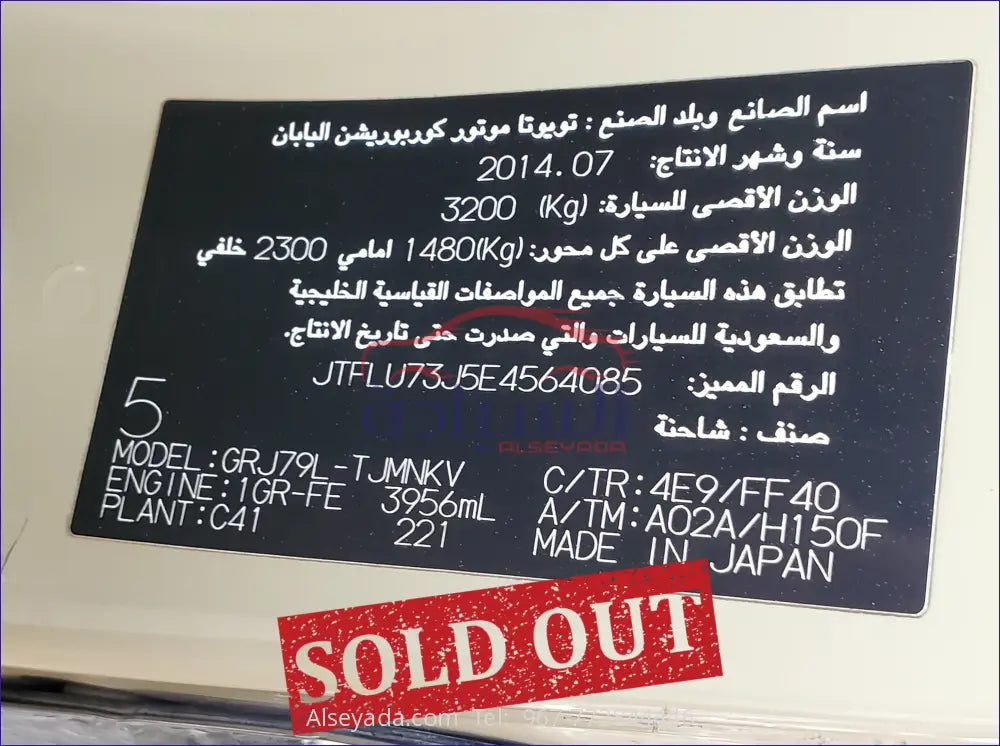 اسم الصانع وبلد الصنع : تويوتا موتور كوربوريشن اليابان
سنة وشهر الانتاج: 2014.07
الوزن الأقصى للسيارة: 3200 (Kg)
الوزن الأقصى على كل محور: 1480(Kg) امامي 2300 خلفي
تطابق هذه السيارة جميع المواصفات القياسية الخليجية
والسعودية للسيارات والتي صدرت حتى تاريخ الانتاج.
الرقم المميز: JTFLU73J5E4564085
السيادة
ALSEYADA
صنف : شاحنة
5
MODEL:GRJ79L-TJMNKV C/TR:4E9/FF40
ENGINE:1GR-FE 3956mL A/TM:A02A/H150F
PLANT:C41 221 MADE IN JAPAN
SOLD OUT
Alseyada.com Tel: